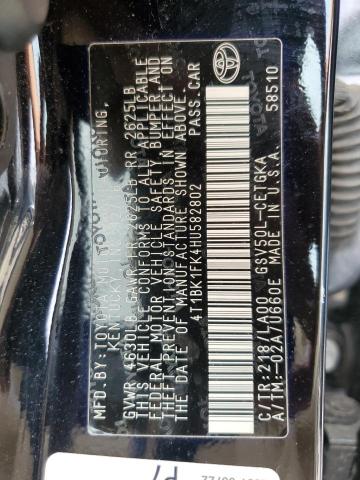 MFD.BY: TOYOTA MOTOR
KENTUCKY, INC.
GVWR 4630LB GAWR FR 2625LB RR 2625LB
THIS VEHICLE CONFORMS TO ALL APPLICABLE
FEDERAL MOTOR VEHICLE SAFETY BUMPER, AND
THEFT PREVENTION STANDARDS IN EFFECT ON
THE DATE OF MANUFACTURE SHOWN ABOVE.
4T1BK1FK4HU582802 PASS. CAR
C/TR:218/LA00 GSV50L-CETGKA
A/TM:-02A/U660E MADE IN U.S.A.
58510
TOYOTA